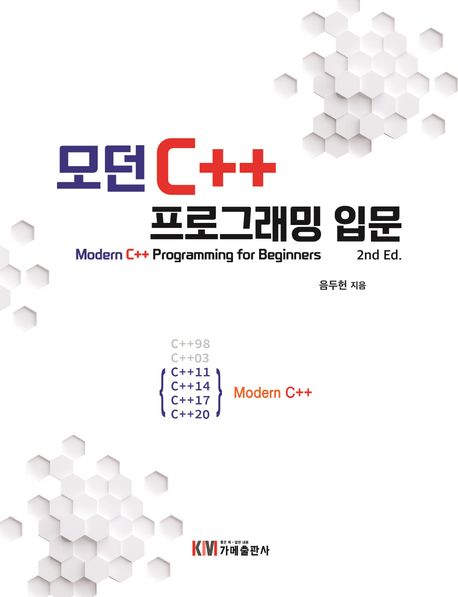 모던 C++
프로그래밍 입문
Modern C++ Programming for Beginners 2nd Ed.
음두헌 지음
C++98
C++03
C++11
C++14
C++17
C++20
Modern C++
KM 가메출판사